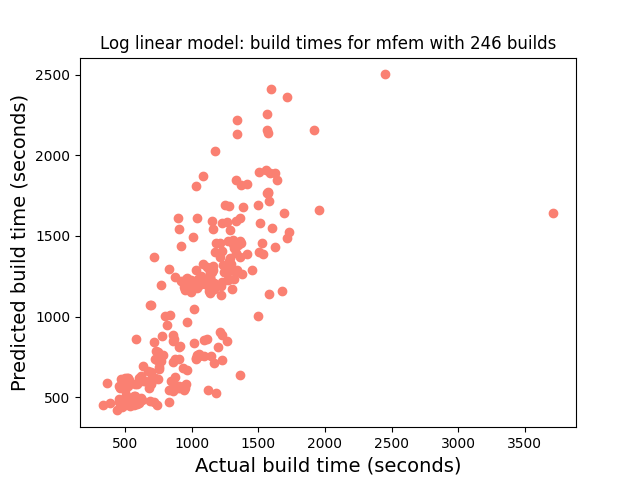 Log linear model: build times for mfem with 246 builds
2500
2000
1500
1000
500
Predicted build time (seconds)
500 1000 1500 2000 2500 3000 3500
Actual build time (seconds)